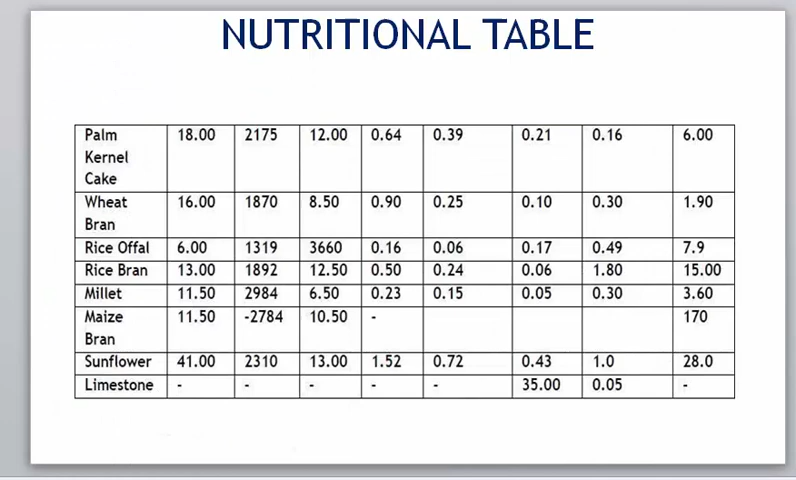 NUTRITIONAL TABLE
Palm Kernel Cake 18.00 2175 12.00 0.64 0.39 0.21 0.16 6.00
Wheat Bran 16.00 1870 8.50 0.90 0.25 0.10 0.30 1.90
Rice Offal 6.00 1319 3660 0.16 0.06 0.17 0.49 7.9
Rice Bran 13.00 1892 12.50 0.50 0.24 0.06 1.80 15.00
Millet 11.50 2984 6.50 0.23 0.15 0.05 0.30 3.60
Maize Bran 11.50 -2784 10.50 - 170
Sunflower 41.00 2310 13.00 1.52 0.72 0.43 1.0 28.0
Limestone - - - - - 35.00 0.05 -